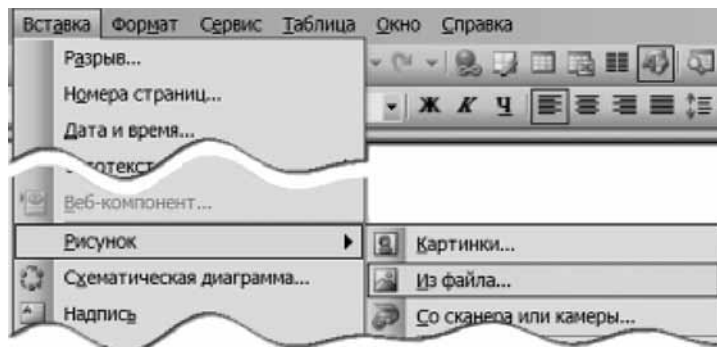 Вставка Формат Сервис Таблица Окно Справка
Разрыв...
Номера страниц...
Ж К Ч
Дата и время...
Веб-компонент...
Рисунок
Картинки...
Схематическая диаграмма...
Из файла...
Надпись
Со сканера или камеры...